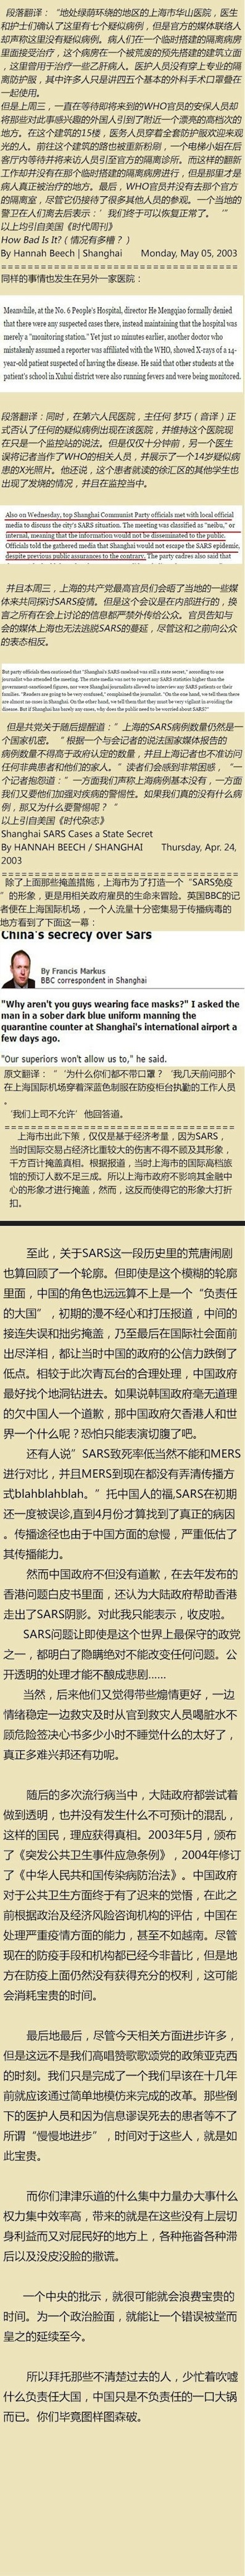 段落翻译：“地处绿荫环绕的地区的上海市华山医院，医生
和护士们确认了这里有七个疑似病例，但是官方的媒体联络人
却声称这里没有疑似病例。病人们在一个临时搭建的隔离病房
里面接受治疗，这个病房在一个被荒废的预先搭建的建筑立面
，这里曾用于治疗一些乙肝病人。医护人员没有穿上专业的隔
离防护服，其中许多人只是讲四五个基本的外科手术口罩叠在
一起使用。
但是上周三，一直在等待即将来到的WHO官员的安保人员却
将那些对此事感兴趣的外国人引到了附近一个漂亮的高档次的
地方。在这个建筑的15楼，医务人员穿着全套防护服欢迎来观
光的人。前往这个建筑的路也被重新粉刷，一个电梯小姐在后
客厅内等待并将来访人员引至官方的隔离诊所。而这样的翻新
工作却并没有在那个临时搭建的隔离病房进行，但是那里才是
病人真被治疗的地方。最后，WHO官员并没有去那个官方
的隔离室，尽管它仍接待了很多其他人的参观。一个当地的
警卫在人们离去后表示：‘我们终于可以恢复正常了。’”
以上均引自美国《时代周刊》
How Bad Is It?（情况有多糟？）
By Hannah Beech | Shanghai Monday, May 05, 2003
==================================
同样的事情也发生在另外一家医院：
Meanwhile, at the No. 6 People's Hospital, director He Mengqiao formally denied
that there were any suspected cases there, instead maintaining that the hospital was
merely a "monitoring station." Yet just 10 minutes earlier, another doctor who
mistakenly assumed a reporter was affiliated with the WHO, showed X-rays of a 14-
year-old patient suspected of having the disease. He said that other students at the
patient's school in Xuhui district were also running fevers and were being monitored.
段落翻译：同时，在第六人民医院，主任何 梦巧（音译）正
式否认了任何的疑似病例出现在该医院，并维持这个医院现
在只是一个监控站的说法。但是仅仅十分钟前，另一个医生
误将记者当作了WHO的相关人员，并展示了一个14岁疑似病
患的X光照片。他还说，这个患者就读的徐汇区的其他学生也
出现了发烧的情况，并且在监控当中。
Also on Wednesday, top Shanghai Communist Party officials met with local official
media to discuss the city's SARS situation. The meeting was classified as "neibu," or
internal, meaning that the information would not be disseminated to the public.
Officials told the gathered media that Shanghai would not escape the SARS epidemic,
despite previous public assurances to the contrary. The party cadres also said that
并且本周三，上海的共产党最高官员们会晤了当地的一些媒
体来共同探讨SARS疫情。但是这个会议是在内部进行的，换
言之所有在会上讨论的信息都严禁外传给公众。官员告知与
会的媒体上海也无法逃脱SARS的蔓延，尽管这和之前向公众
的表态相反。
But party officials then cautioned that "Shanghai's SARS caseload was still a state secret," according to one
journalist who attended the meeting. The state media was not to report any SARS statistics higher than the
government-sanctioned figures, nor were Shanghai journalists allowed to interview any SARS patients or their
families. "Readers are going to be very confused," complained the journalist. "On the one hand, we tell them there
are almost no cases in Shanghai. On the other hand, we tell them that they must be very vigilant in avoiding the
disease. But if Shanghai has barely any cases, why does the public need to be worried about SARS?"
但是共党关于随后提醒道：“上海的SARS病例数量仍然是一
个国家机密。“根据一个与会记者的说法国家媒体报告的
病例数量不得高于政府认定的数量，并且上海记者也不准访问
任何非典患者和他们的家人。”读者们会感到非常困惑，“一
个记者抱怨道：“一方面我们声称上海病例基本没有，一方面
我们又要他们加强对疾病的警惕性。如果我们真的没有什么病
例，那又为什么要警惕呢？ ”
以上引自美国《时代杂志》
Shanghai SARS Cases a State Secret
By HANNAH BEECH / SHANGHAI Thursday, Apr. 24,
2003
==================================
除了上面那些掩盖措施，上海市为了打造一个“SARS免疫
”的形象，更是用相关政府雇员的生命来冒险。英国BBC的记
者便在上海国际机场，一个人流量十分密集易于传播病毒的
地方看到了下面这一幕：
China's secrecy over Sars
By Francis Markus
BBC correspondent in Shanghai
"Why aren't you guys wearing face masks?" I asked the
man in a sober dark blue uniform manning the
quarantine counter at Shanghai's international airport a
few days ago.
"Our superiors won't allow us to," he said.
原文翻译：“‘为什么你们都不带口罩？’我几天前问那个
在上海国际机场穿着深蓝色制服在防疫柜台执勤的工作人员
。
‘我们上司不允许’他回答道。
==================================
上海市出此下策，仅仅是基于经济考量，因为SARS，
当时国际交易占经济比重较大的伤害不得不顾及其形象，
千方百计掩盖真相。根据报道，当时上海市的国际高档旅
馆的预订人数不足三成。所以上海市政府不影响其金融中
心的形象才进行掩盖，然而，这反而使得它的形象大打折
扣。
至此，关于SARS这一段历史里的荒唐闹剧
也算回顾了一个轮廓。但即使是这个模糊的轮廓
里面，中国的角色也远远算不上是一个“负责任
的大国”，初期的漫不经心和打压报道，中间的
接连失误和拙劣掩盖，乃至最后在国际社会面前
出尽洋相，都让当时中国的政府的公信力跌倒了
低点。相较于此次青瓦台的合理处理，中国政府
最好找个地洞钻进去。如果说韩国政府毫无道理
的欠中国人一个道歉，那中国政府欠香港人和世
界一个什么呢？恐怕只能表演切腹了吧。
还有人说”SARS致死率低当然不能和MERS
进行对比，并且MERS到现在都没有弄清传播方
式blahblahblah。”托中国人的福,SARS在初期
还一度被误诊,直到4月份才算找到了真正的病因
。传播途径也由于中国方面的怠慢，严重低估了
其传播能力。
然而中国政府不但没有道歉，在去年发布的
香港问题白皮书里面，还认为大陆政府帮助香港
走出了SARS阴影。对此我只能表示，收皮啦。
SARS问题让即使是这个世界上最保守的政党
之一，都明白了隐瞒绝对不能改变任何问题。公
开透明的处理才能不酿成悲剧……
当然，后来他们又觉得带些煽情更好，一边
情绪稳定一边救灾及时从官到救灾人员喝脏水不
顾危险签决心书多少小时不睡觉什么的太好了，
真正多难兴邦还有功呢。
随后的多次流行病当中，大陆政府都尝试着
做到透明，也并没有发生什么不可预计的混乱，
这样的国民，理应获得真相。2003年5月，颁布
了《突发公共卫生事件应急条例》，2004年修订
了《中华人民共和国传染病防治法》。中国政府
对于公共卫生方面终于有了迟来的觉悟，在此之
前根据政治及经济风险咨询机构的评估，中国在
处理严重疫情方面的能力，甚至不如越南。尽管
现在的防疫手段和机构都已经今非昔比，但是地
方在防疫上面仍然没有获得充分的权利，这可能
会消耗宝贵的时间。
最后地最后，尽管今天相关方面进步许多，
但是这远不是我们高唱赞歌歌颂党的政策亚克西
的时刻。我们只是完成了一个我们早该在十几年
前就应该通过简单地模仿来完成的改革。那些倒
下的医护人员和因为信息谬误死去的患者等不了
所谓“慢慢地进步”，时间对于这些人，就是如
此宝贵。
而你们津津乐道的什么集中力量办大事什么
权力集中效率高，带来的就是在这些没有上层切
身利益而又对屁民好的地方上，各种拖沓各种滞
后以及没皮没脸的撒谎。
一个中央的批示，就很可能就会浪费宝贵的
时间。为一个政治脸面，就能让一个错误被堂而
皇之的延续至今。
所以拜托那些不清楚过去的人，少忙着吹嘘
什么负责任大国，中国只是不负责任的一口大锅
而已。你们毕竟图样图森破。